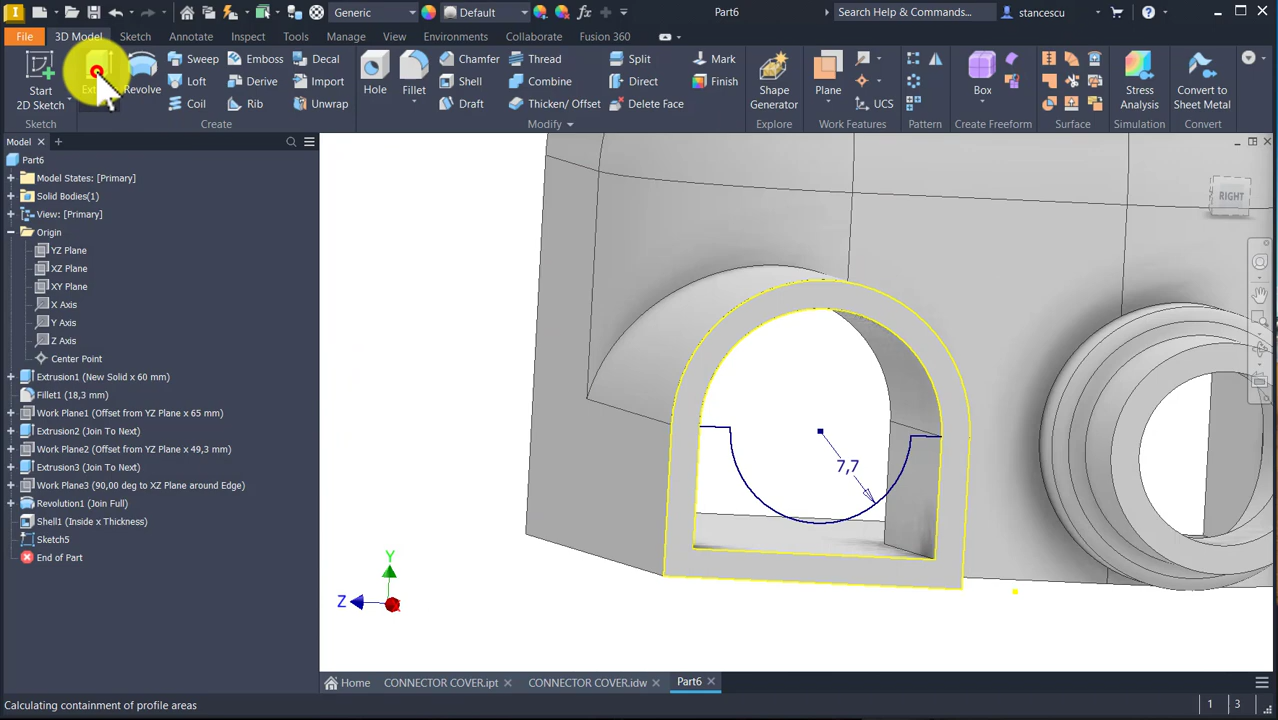 Generic
Default
Part6
Search Help & Commands...
stancescu
File
3D Model
Sketch
Annotate
Inspect
Tools
Manage
View
Environments
Collaborate
Fusion 360
Start
2D Sketch
Revolve
Sweep
Emboss
Decal
Loft
Derive
Import
Coil
Rib
Unwrap
Hole
Fillet
Chamfer
Thread
Split
Mark
Shell
Combine
Direct
Finish
Draft
Thicken/ Offset
Delete Face
Shape
Generator
Plane
UCS
Box
Stress
Analysis
Convert to
Sheet Metal
Sketch
Create
Modify
Explore
Work Features
Pattern
Create Freeform
Surface
Simulation
Convert
Model
Part6
Model States: [Primary]
Solid Bodies(1)
View: [Primary]
Origin
YZ Plane
XZ Plane
XY Plane
X Axis
Y Axis
Z Axis
Center Point
Extrusion1 (New Solid x 60 mm)
Fillet1 (18,3 mm)
Work Plane1 (Offset from YZ Plane x 65 mm)
Extrusion2 (Join To Next)
Work Plane2 (Offset from YZ Plane x 49,3 mm)
Extrusion3 (Join To Next)
Work Plane3 (90,00 deg to XZ Plane around Edge)
Revolution1 (Join Full)
Shell1 (Inside x Thickness)
Sketch5
End of Part
RIGHT
7,7
Y
Z
Home
CONNECTOR COVER.ipt
CONNECTOR COVER.idw
Part6
Calculating containment of profile areas
1
3